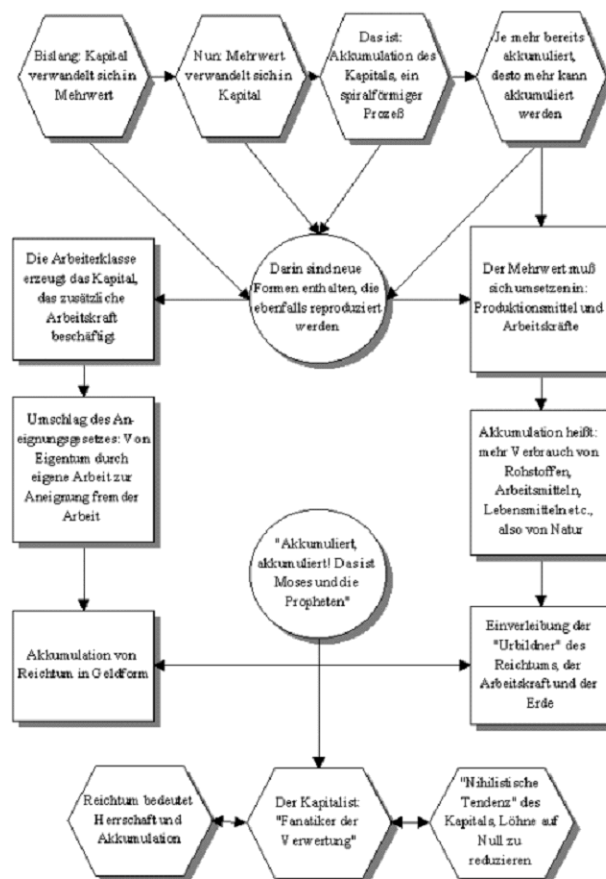 Bislang: Kapital
verwandelt sich in
Mehrwert
Nun: Mehrwert
verwandelt sich in
Kapital
Das ist:
Akkumulation des
Kapitals, ein
spiralförmiger
Prozeß
Je mehr bereits
akkumuliert,
desto mehr kann
akkumuliert
werden
Die Arbeiterklasse
erzeugt das Kapital,
das zusätzliche
Arbeitskraft
beschäftigt
Darin sind neue
Formen enthalten, die
ebenfalls reproduziert
werden
Der Mehrwert muß
sich umsetzen in:
Produktionsmittel und
Arbeitskräfte
Umschlag des An-
eignungsgesetzes: Von
Eigentum durch
eigene Arbeit zur
Aneignung fremder
Arbeit
Akkumulation heißt:
mehr Verbrauch von
Rohstoffen,
Arbeitsmitteln,
Lebensmitteln etc.,
also von Natur
"Akkumuliert,
akkumuliert! Das ist
Moses und die
Propheten"
Akkumulation von
Reichtum in Geldform
Einverleibung der
"Urbildner" des
Reichtums, der
Arbeitskraft und der
Erde
Reichtum bedeutet
Herrschaft und
Akkumulation
Der Kapitalist:
"Fanatiker der
Verwertung"
"Nihilistische
Tendenz" des
Kapitals, Löhne auf
Null zu
reduzieren